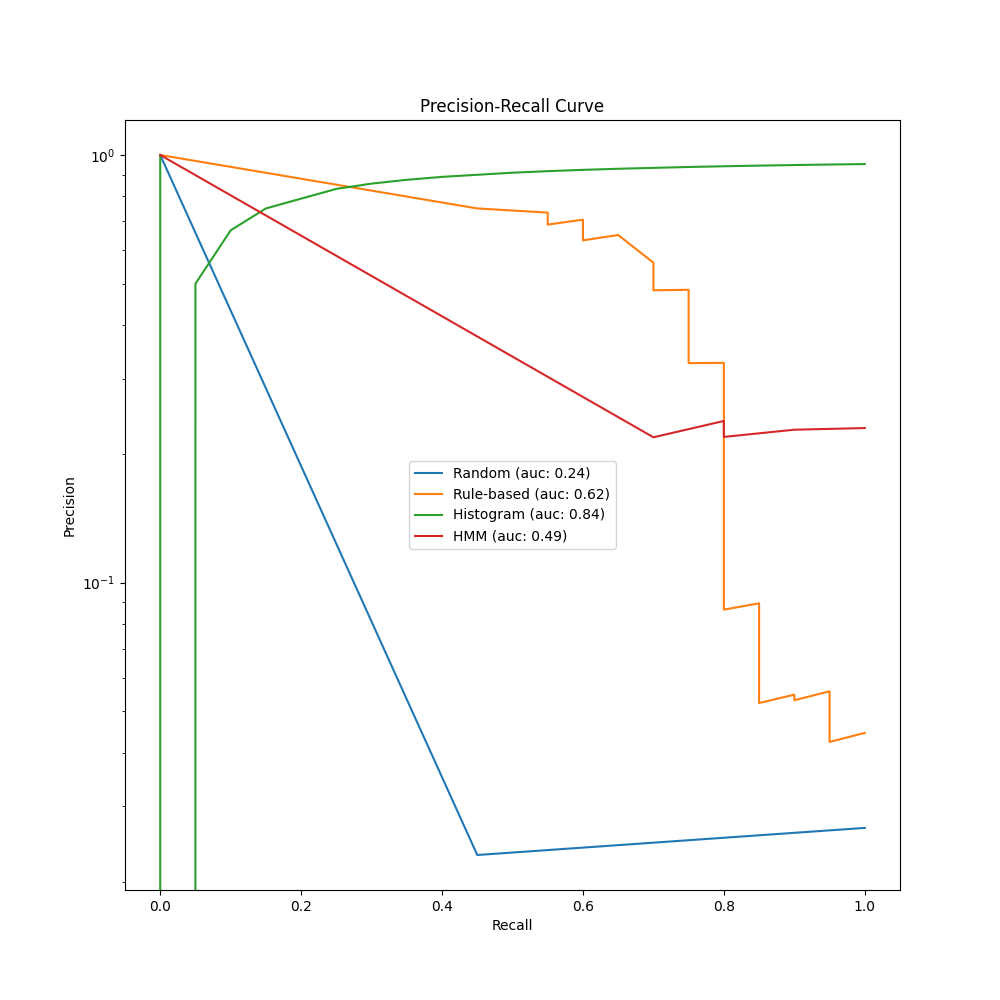 Precision-Recall Curve
10⁰
10⁻¹
Precision
Random (auc: 0.24)
Rule-based (auc: 0.62)
Histogram (auc: 0.84)
HMM (auc: 0.49)
0.0 0.2 0.4 0.6 0.8 1.0
Recall